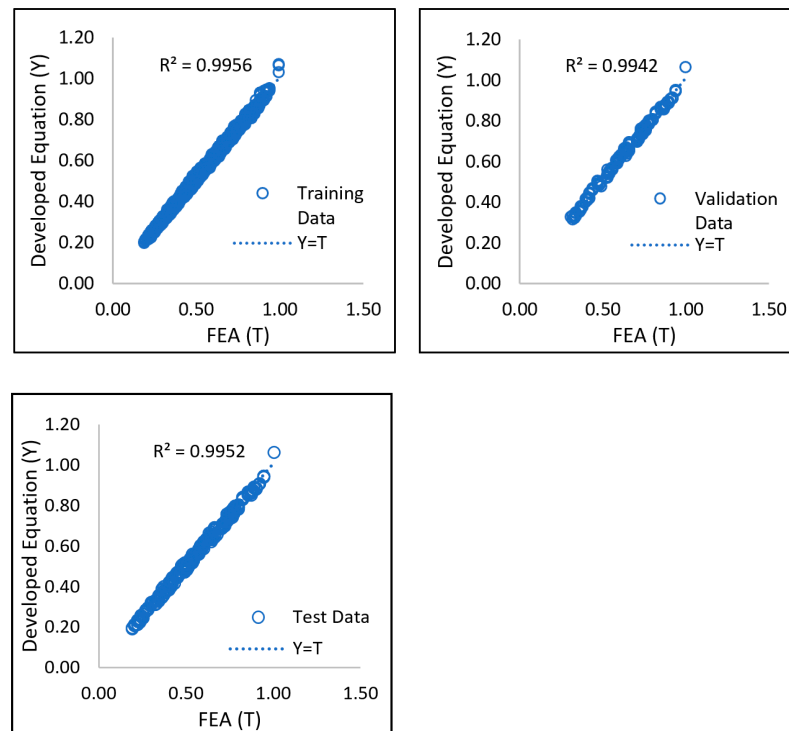 Developed Equation (Y)
1.20
1.00
0.80
0.60
0.40
0.20
0.00
R² = 0.9956
Training
Data
Y=T
0.00 0.50 1.00 1.50
FEA (T)
Developed Equation (Y)
1.20
1.00
0.80
0.60
0.40
0.20
0.00
R² = 0.9942
Validation
Data
Y=T
0.00 0.50 1.00 1.50
FEA (T)
Developed Equation (Y)
1.20
1.00
0.80
0.60
0.40
0.20
0.00
R² = 0.9952
Test Data
Y=T
0.00 0.50 1.00 1.50
FEA (T)